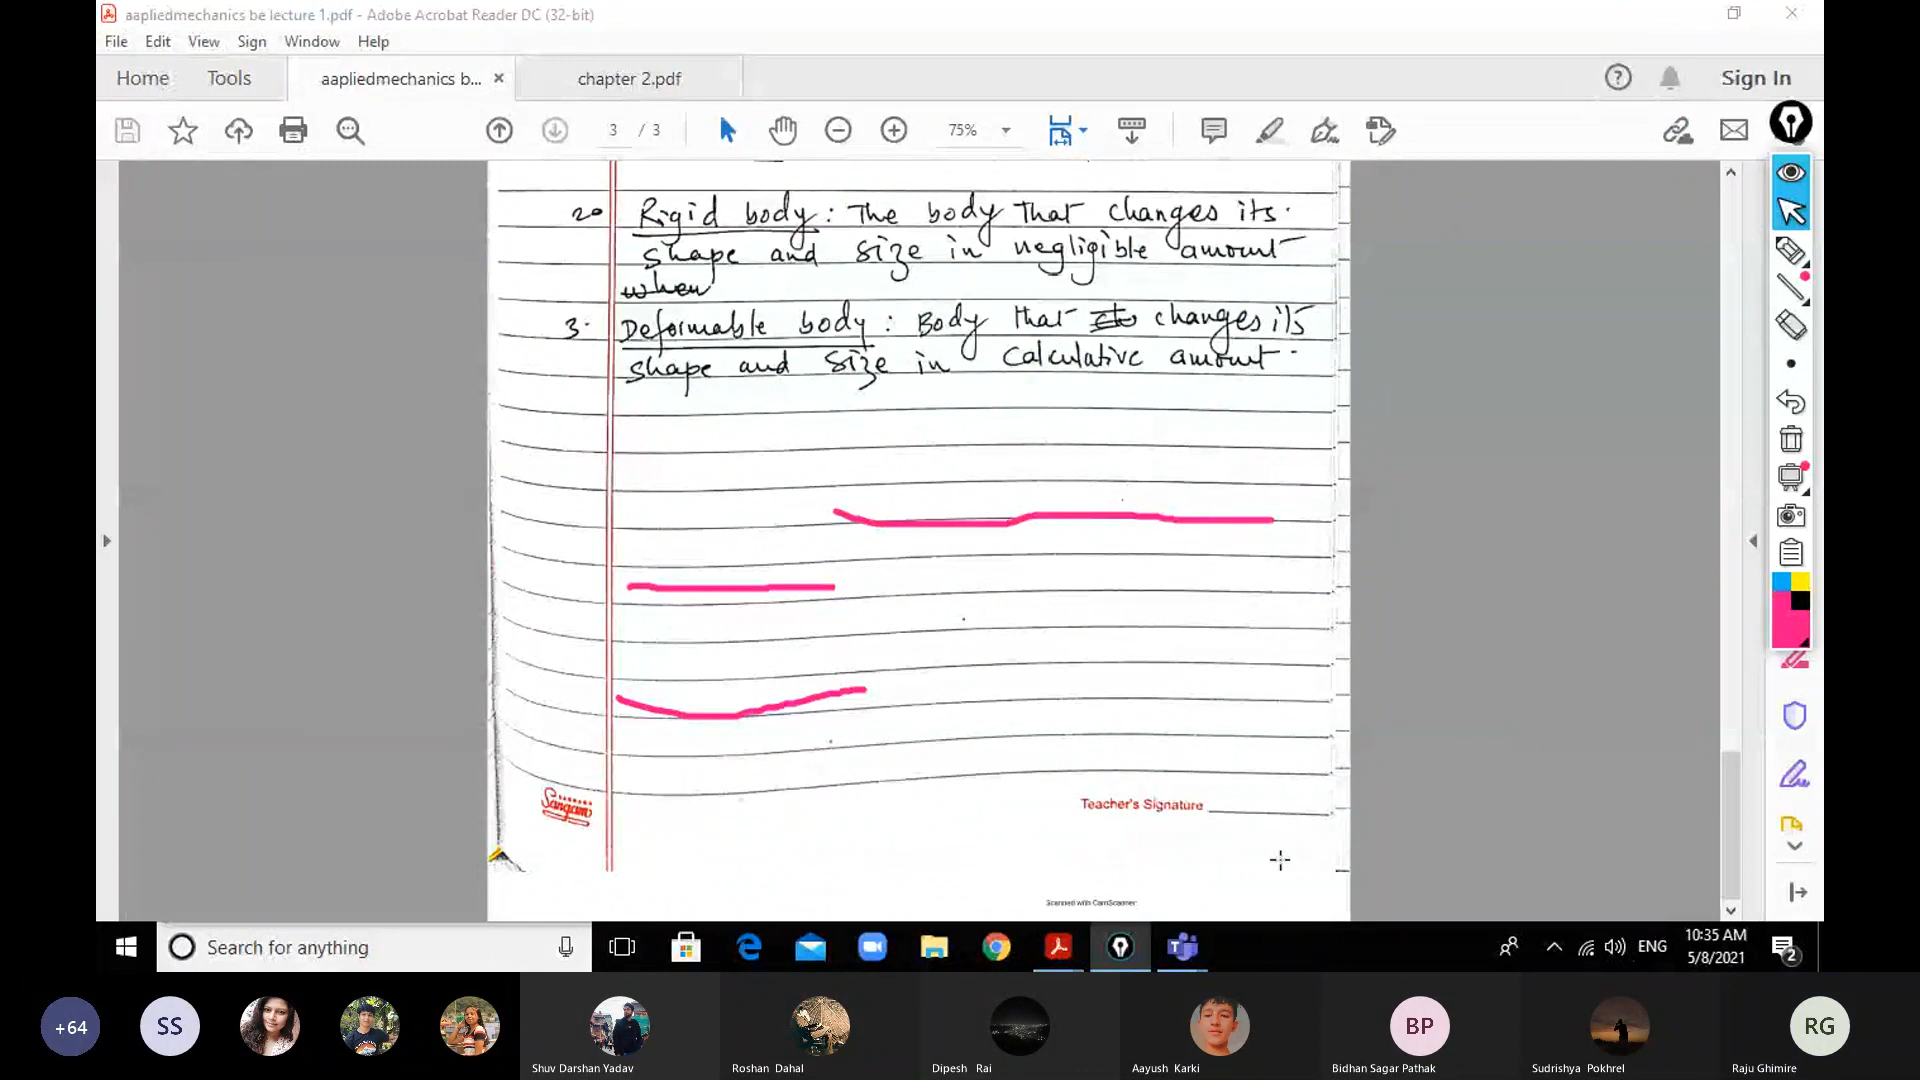 aapliedmechanics be lecture 1.pdf - Adobe Acrobat Reader DC (32-bit)
File Edit View Sign Window Help
Home Tools aapliedmechanics b... × chapter 2.pdf Sign In
3 / 3 75%
2. Rigid body : The body that changes its.
shape and size in negligible amount
when
3. Deformable body : Body that changes its
shape and size in calculative amount.
Sangam
Teacher's Signature
Scanned with CamScanner
Search for anything
ENG
10:35 AM
5/8/2021
2
+64 SS BP RG
Shuv Darshan Yadav Roshan Dahal Dipesh Rai Aayush Karki Bidhan Sagar Pathak Sudrishya Pokhrel Raju Ghimire